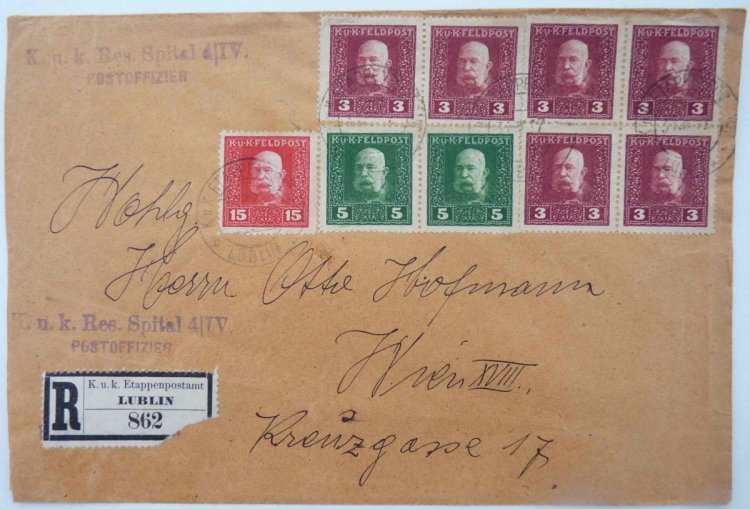 K. u. k. Res. Spital 4/IV.
POSTOFFIZIER
K.u.K.FELDPOST K.u.K.FELDPOST K.u.K.FELDPOST K.u.K.FELDPOST
3 3 3 3 3 3 3 3
K.u.K.FELDPOST K.u.K.FELDPOST K.u.K.FELDPOST K.u.K.FELDPOST K.u.K.FELDPOST
15 15 5 5 5 5 3 3 3 3
LUBLIN
Wohlg
Herrn Otto Hofmann
K. u. k. Res. Spital 4/IV.
POSTOFFIZIER
Wien XVIII.
Kreuzgasse 17
R
K. u. k. Etappenpostamt
LUBLIN
862